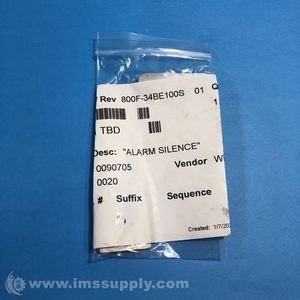 Rev 800F-34BE100S 01 Q
1
TBD
Desc: "ALARM SILENCE"
0090705 Vendor
0020
# Suffix Sequence
Created: 1/7/20
© www.imssupply.com